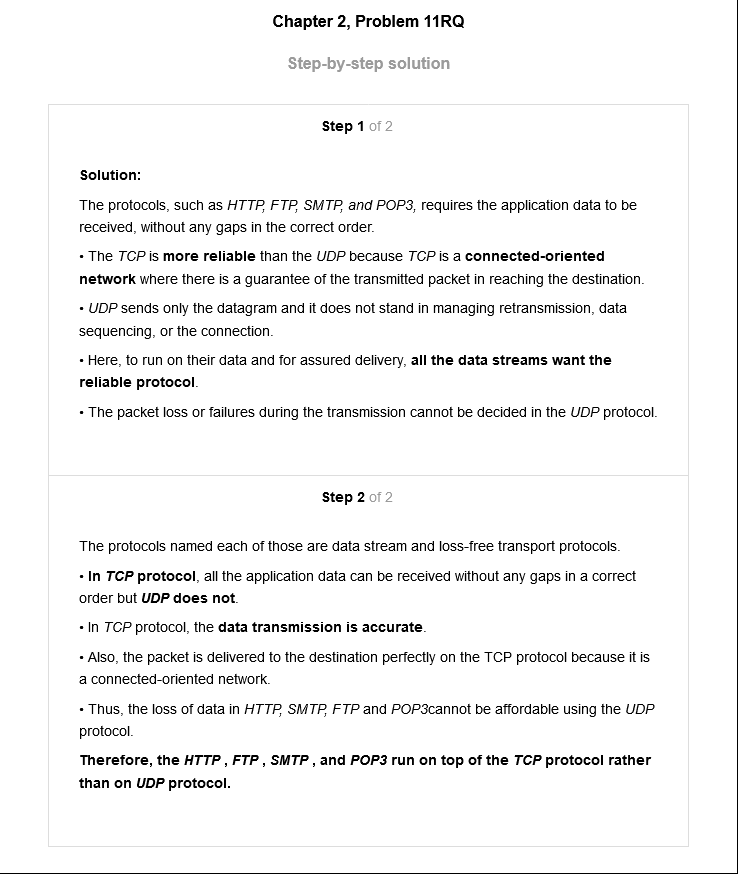 Chapter 2, Problem 11RQ
Step-by-step solution
Step 1 of 2
Solution:
The protocols, such as HTTP, FTP, SMTP, and POP3, requires the application data to be
received, without any gaps in the correct order.
• The TCP is more reliable than the UDP because TCP is a connected-oriented
network where there is a guarantee of the transmitted packet in reaching the destination.
• UDP sends only the datagram and it does not stand in managing retransmission, data
sequencing, or the connection.
• Here, to run on their data and for assured delivery, all the data streams want the
reliable protocol.
• The packet loss or failures during the transmission cannot be decided in the UDP protocol.
Step 2 of 2
The protocols named each of those are data stream and loss-free transport protocols.
• In TCP protocol, all the application data can be received without any gaps in a correct
order but UDP does not.
• In TCP protocol, the data transmission is accurate.
• Also, the packet is delivered to the destination perfectly on the TCP protocol because it is
a connected-oriented network.
• Thus, the loss of data in HTTP, SMTP, FTP and POP3cannot be affordable using the UDP
protocol.
Therefore, the HTTP , FTP , SMTP , and POP3 run on top of the TCP protocol rather
than on UDP protocol.